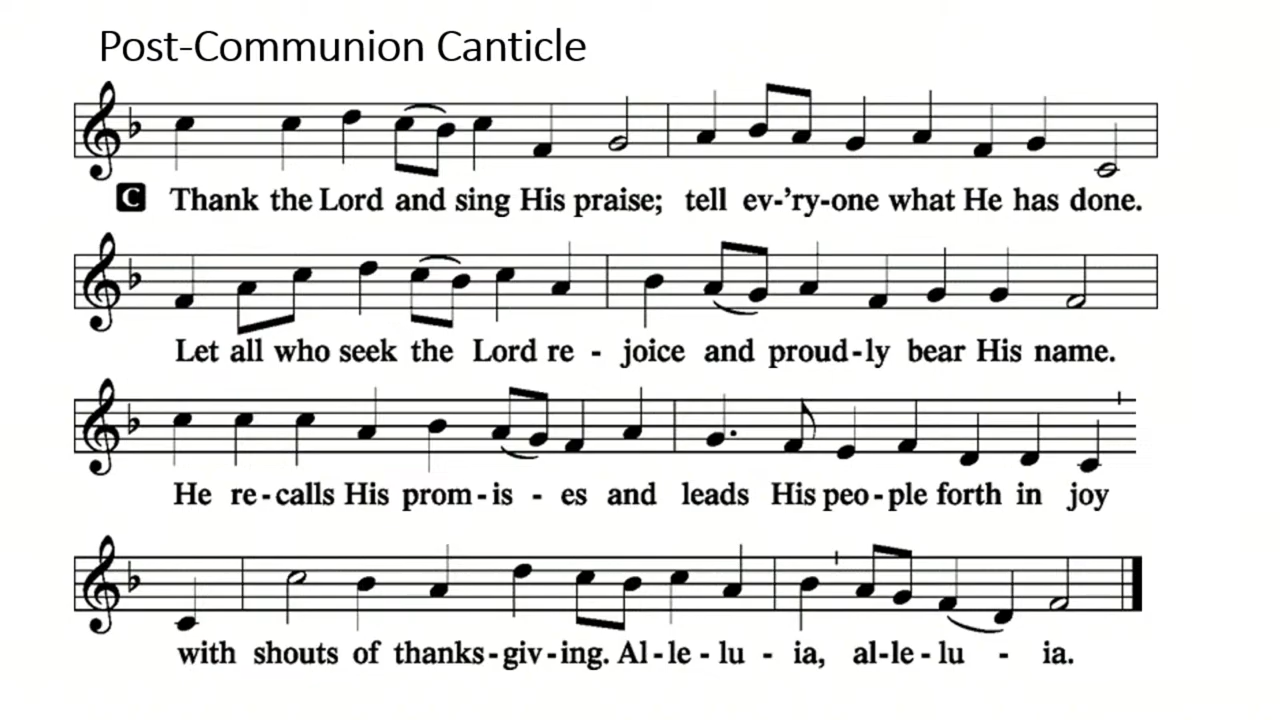 Post-Communion Canticle
C Thank the Lord and sing His praise; tell ev-’ry-one what He has done.
Let all who seek the Lord re - joice and proud-ly bear His name.
He re-calls His prom-is - es and leads His peo-ple forth in joy
with shouts of thanks-giv-ing. Al-le-lu - ia, al-le-lu - ia.